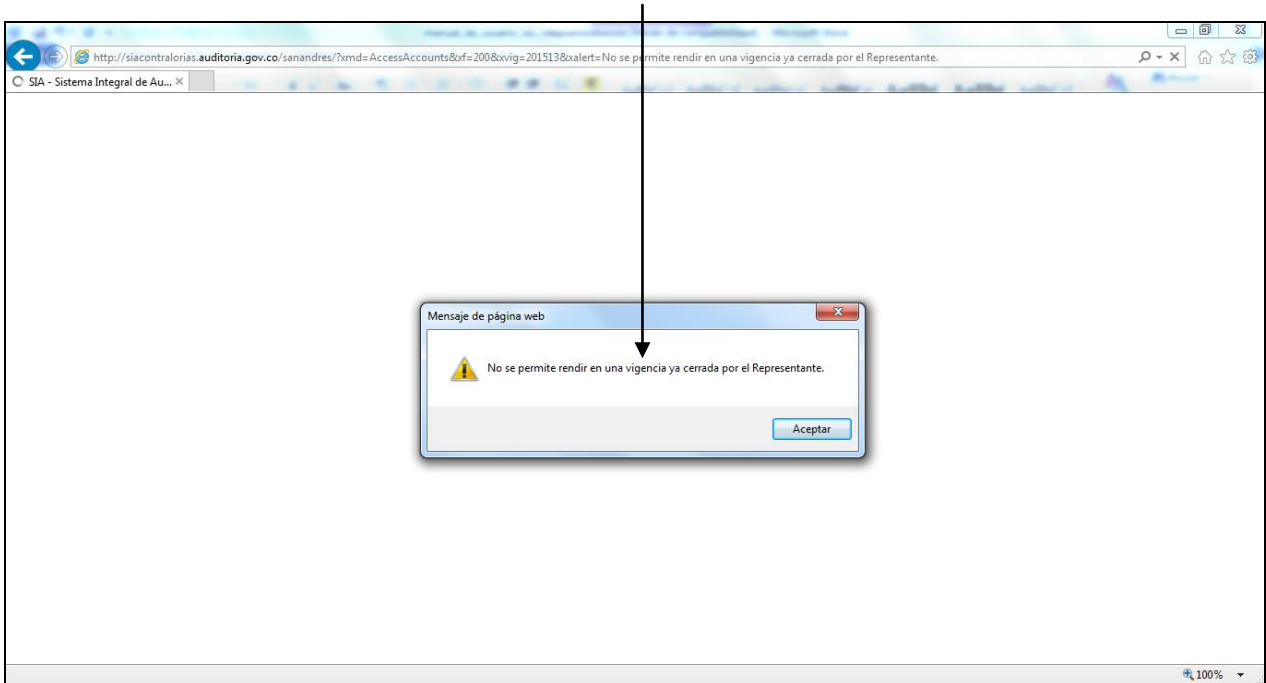 http://siacontralorias.auditoria.gov.co/sanandres/?xmd=AccessAccounts&xf=200&xvig=201513&xalert=No se permite rendir en una vigencia ya cerrada por el Representante.
SIA - Sistema Integral de Au...
Mensaje de página web
No se permite rendir en una vigencia ya cerrada por el Representante.
Aceptar
100%